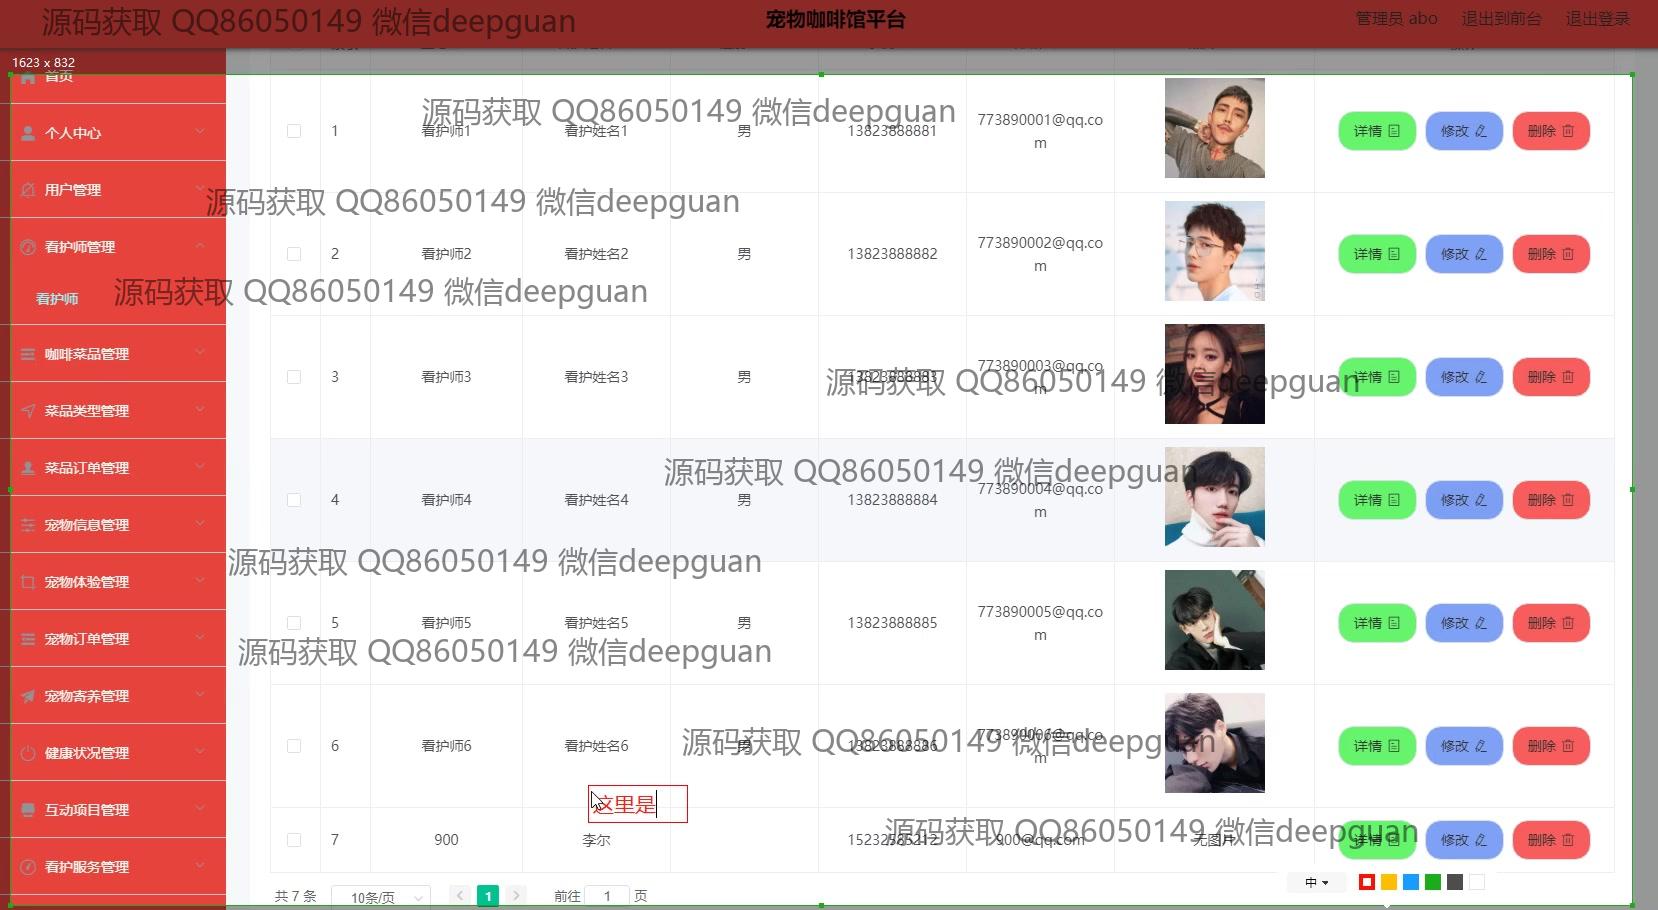 源码获取 QQ86050149 微信deepguan
宠物咖啡馆平台
管理员 abo
退出到前台
退出登录
1623 x 832
首页
个人中心
用户管理
看护师管理
看护师
咖啡菜品管理
菜品类型管理
菜品订单管理
宠物信息管理
宠物体验管理
宠物订单管理
宠物寄养管理
健康状况管理
互动项目管理
看护服务管理
源码获取 QQ86050149 微信deepguan
1 看护师1 看护姓名1 男 13823888881 773890001@qq.co
m
详情 修改 删除
源码获取 QQ86050149 微信deepguan
2 看护师2 看护姓名2 男 13823888882 773890002@qq.co
m
详情 修改 删除
源码获取 QQ86050149 微信deepguan
3 看护师3 看护姓名3 男 13823888883 773890003@qq.co
m
详情 修改 删除
源码获取 QQ86050149 微信deepguan
源码获取 QQ86050149 微信deepguan
4 看护师4 看护姓名4 男 13823888884 773890004@qq.co
m
详情 修改 删除
源码获取 QQ86050149 微信deepguan
5 看护师5 看护姓名5 男 13823888885 773890005@qq.co
m
详情 修改 删除
源码获取 QQ86050149 微信deepguan
6 看护师6 看护姓名6 男 13823888886 773890006@qq.co
m
详情 修改 删除
源码获取 QQ86050149 微信deepguan
这里是
7 900 李尔 900@qq.com 无图片
详情 修改 删除
源码获取 QQ86050149 微信deepguan
中
共 7 条 10条/页 1 前往 1 页